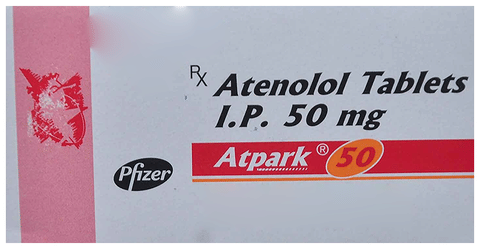 Rx Atenolol Tablets
I.P. 50 mg
Atpark® 50
Pfizer